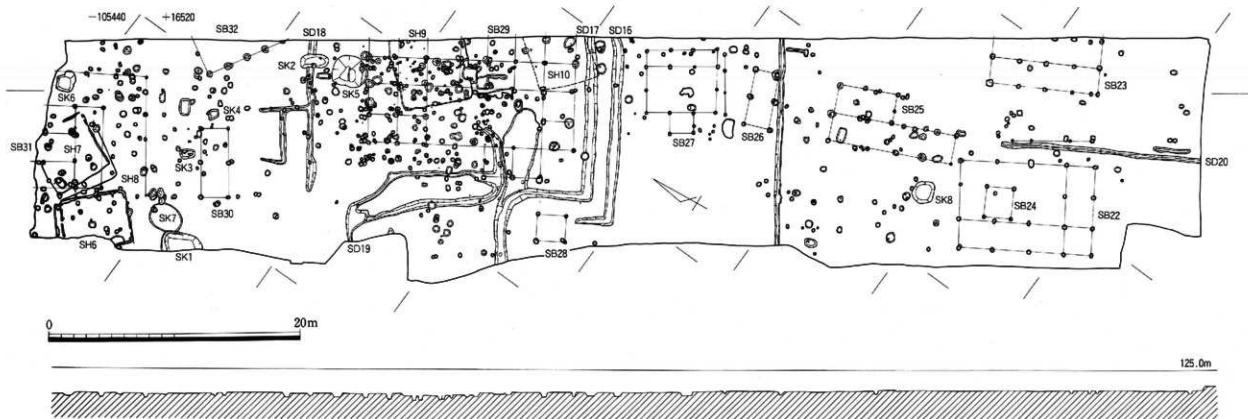 −105440 +16520
SB32
SD18
SH9
SB29
SD17 SD16
SK2
SK5
SH10
SB23
SK6
SK4
SB25
SB31
SH7
SK3
SB26
SB27
SH8
SB30
SD20
SK7
SK8
SB24
SB22
SH6
SK1
SD19
SB28
0 20m
125.0m